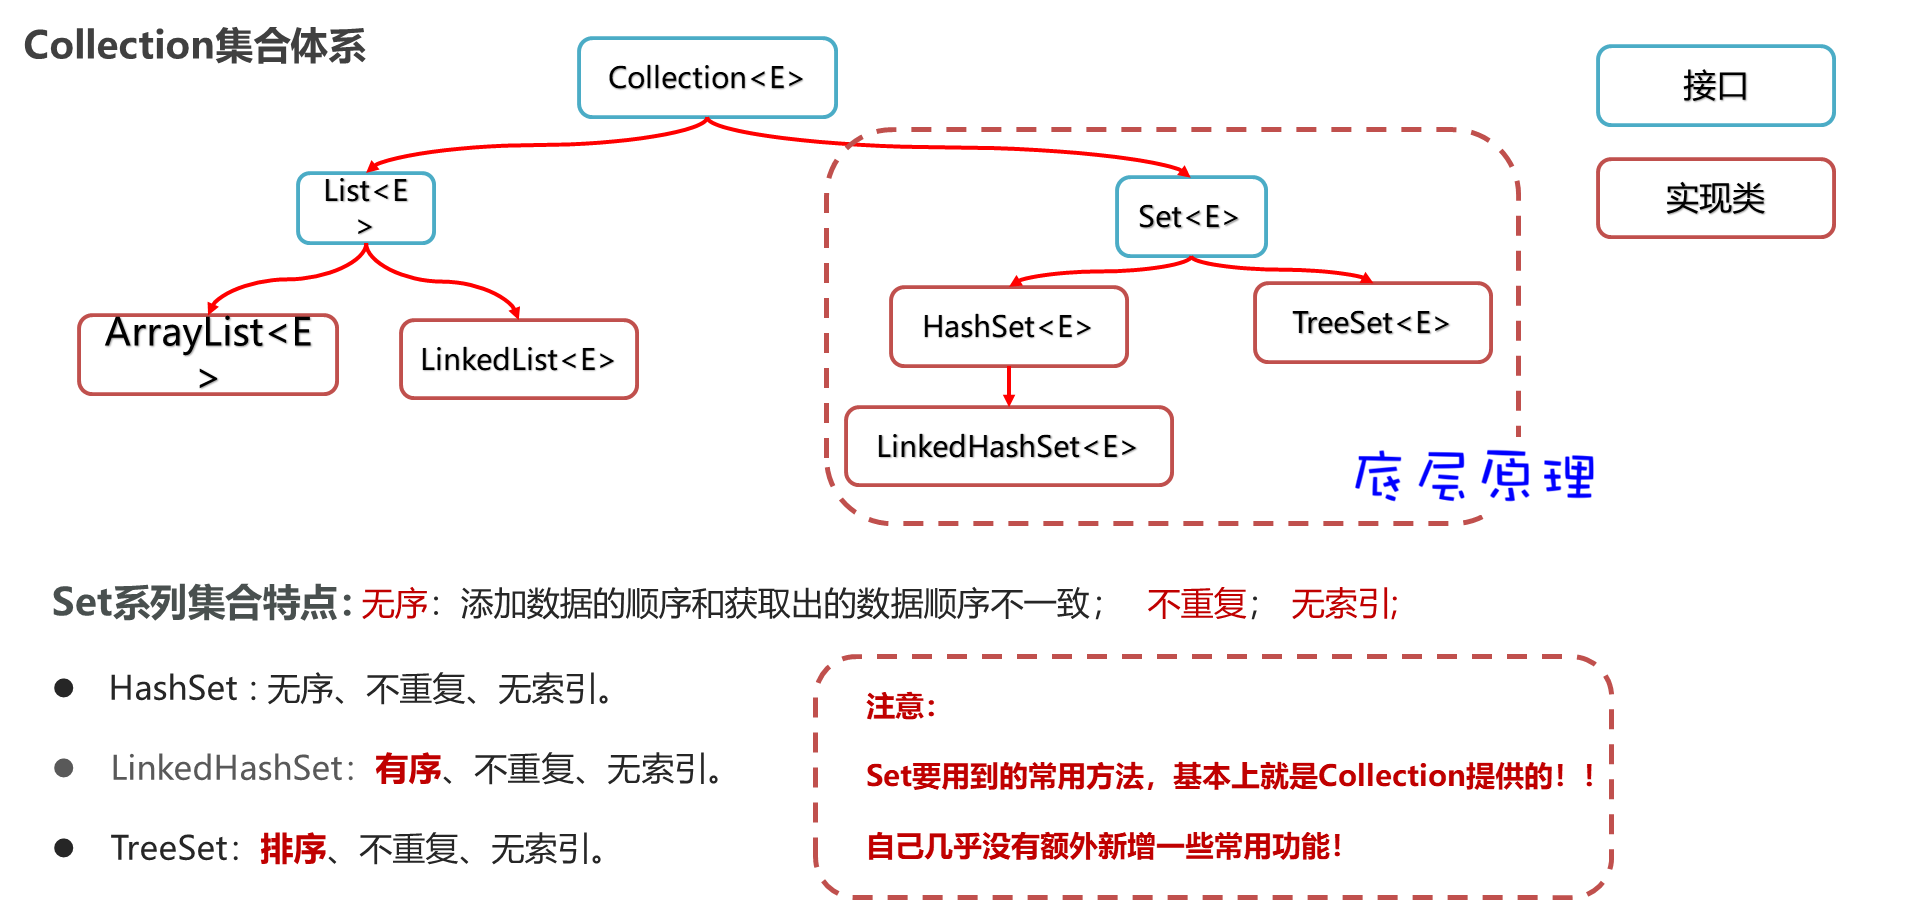 Collection集合体系
Collection<E>
接口
List<E
>
Set<E>
实现类
ArrayList<E
>
LinkedList<E>
HashSet<E>
TreeSet<E>
LinkedHashSet<E>
底层原理
Set系列集合特点：无序：添加数据的顺序和获取出的数据顺序不一致； 不重复； 无索引;
● HashSet : 无序、不重复、无索引。
● LinkedHashSet：有序、不重复、无索引。
● TreeSet：排序、不重复、无索引。
注意：
Set要用到的常用方法，基本上就是Collection提供的！！
自己几乎没有额外新增一些常用功能！